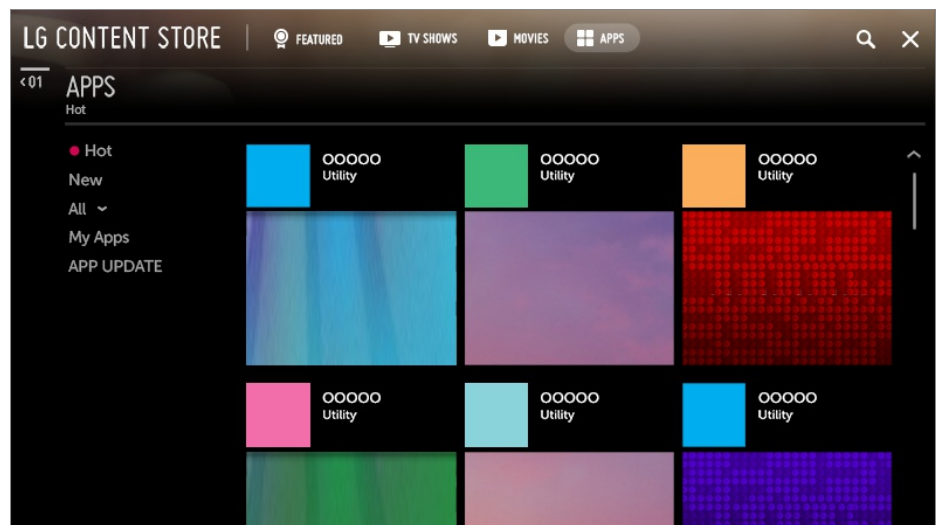 LG CONTENT STORE
FEATURED
TV SHOWS
MOVIES
APPS
<01
APPS
Hot
Hot
New
All
My Apps
APP UPDATE
OOOOO
Utility
OOOOO
Utility
OOOOO
Utility
OOOOO
Utility
OOOOO
Utility
OOOOO
Utility